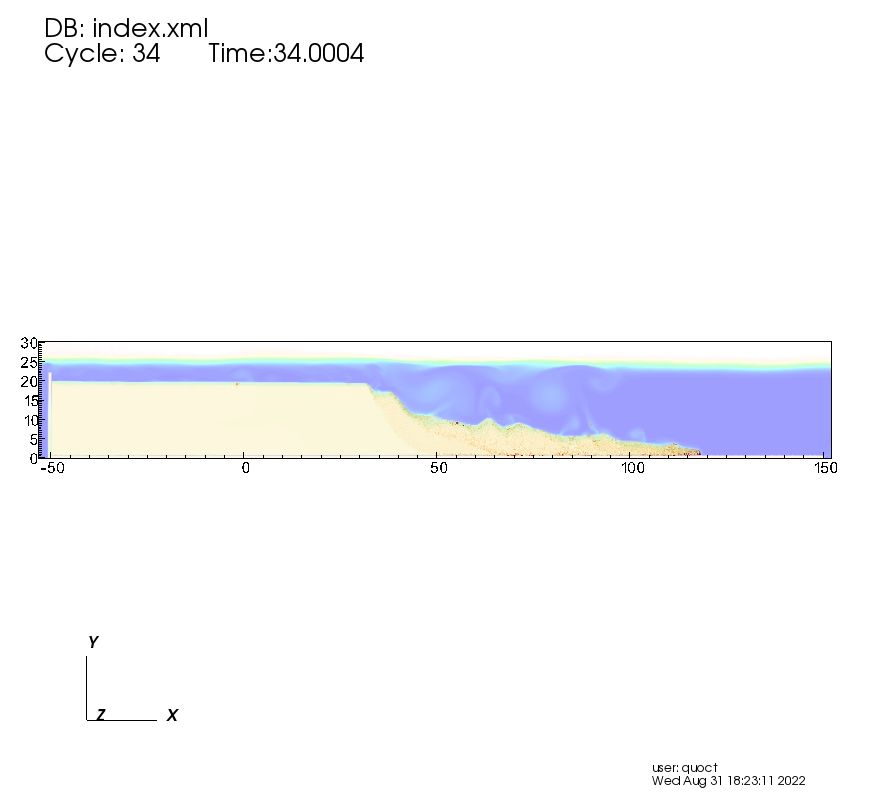 DB: index.xml
Cycle: 34 Time:34.0004
30
25
20
15
10
5
0
-50 0 50 100 150
Y
Z X
user: quoct
Wed Aug 31 18:23:11 2022